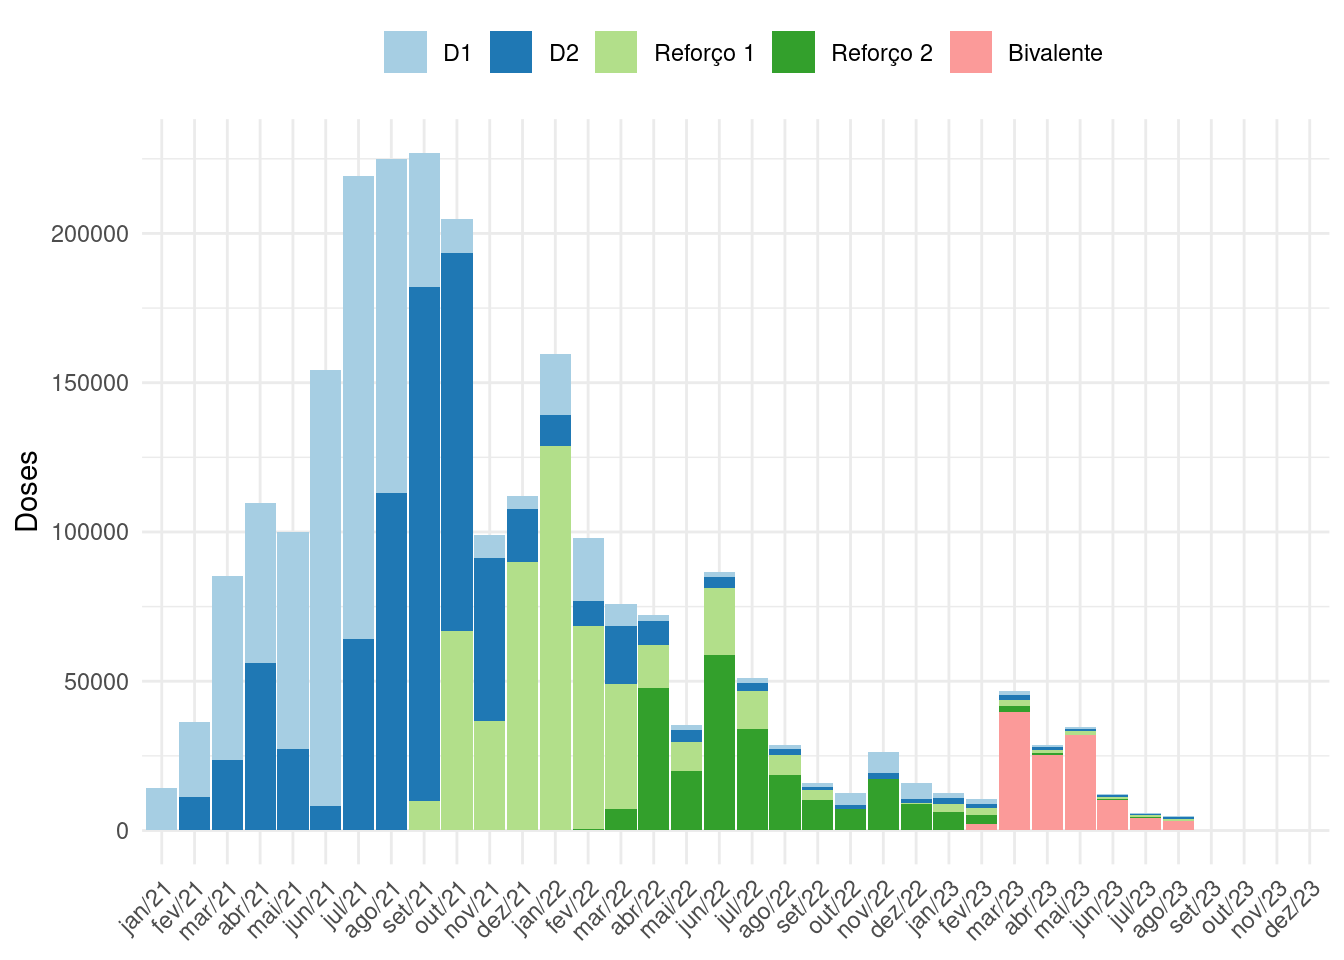 D1 D2 Reforço 1 Reforço 2 Bivalente
Doses
200000
150000
100000
50000
0
jan/21 fev/21 mar/21 abr/21 mai/21 jun/21 jul/21 ago/21 set/21 out/21 nov/21 dez/21 jan/22 fev/22 mar/22 abr/22 mai/22 jun/22 jul/22 ago/22 set/22 out/22 nov/22 dez/22 jan/23 fev/23 mar/23 abr/23 mai/23 jun/23 jul/23 ago/23 set/23 out/23 nov/23 dez/23